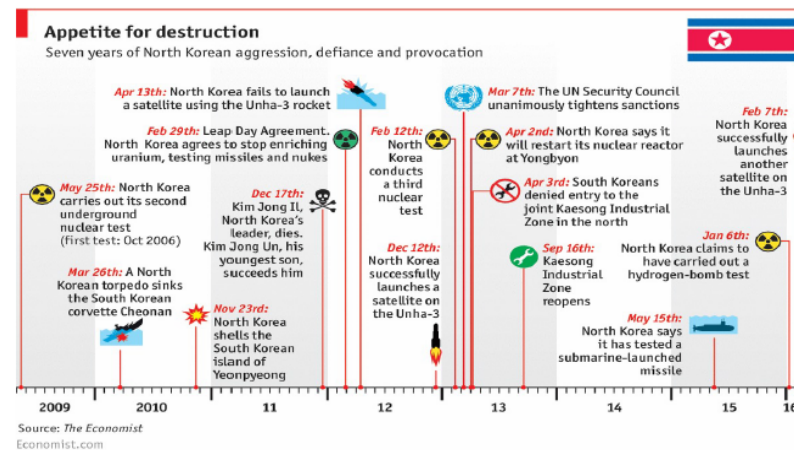 Appetite for destruction
Seven years of North Korean aggression, defiance and provocation
Apr 13th: North Korea fails to launch
a satellite using the Unha-3 rocket
Feb 29th: Leap Day Agreement.
North Korea agrees to stop enriching
uranium, testing missiles and nukes
May 25th: North Korea
carries out its second
underground
nuclear test
(first test: Oct 2006)
Mar 26th: A North
Korean torpedo sinks
the South Korean
corvette Cheonan
Nov 23rd:
North Korea
shells the
South Korean
island of
Yeonpyeong
Dec 17th:
Kim Jong Il,
North Korea's
leader, dies.
Kim Jong Un, his
youngest son,
succeeds him
Feb 12th:
North
Korea
conducts
a third
nuclear
test
Dec 12th:
North Korea
successfully
launches a
satellite on
the Unha-3
Mar 7th: The UN Security Council
unanimously tightens sanctions
Apr 2nd: North Korea says it
will restart its nuclear reactor
at Yongbyon
Apr 3rd: South Koreans
denied entry to the
joint Kaesong Industrial
Zone in the north
Sep 16th:
Kaesong
Industrial
Zone
reopens
Feb 7th:
North Korea
successfully
launches
another
satellite on
the Unha-3
Jan 6th:
North Korea claims to
have carried out a
hydrogen-bomb test
May 15th:
North Korea says
it has tested a
submarine-launched
missile
2009 2010 11 12 13 14 15 16
Source: The Economist
Economist.com